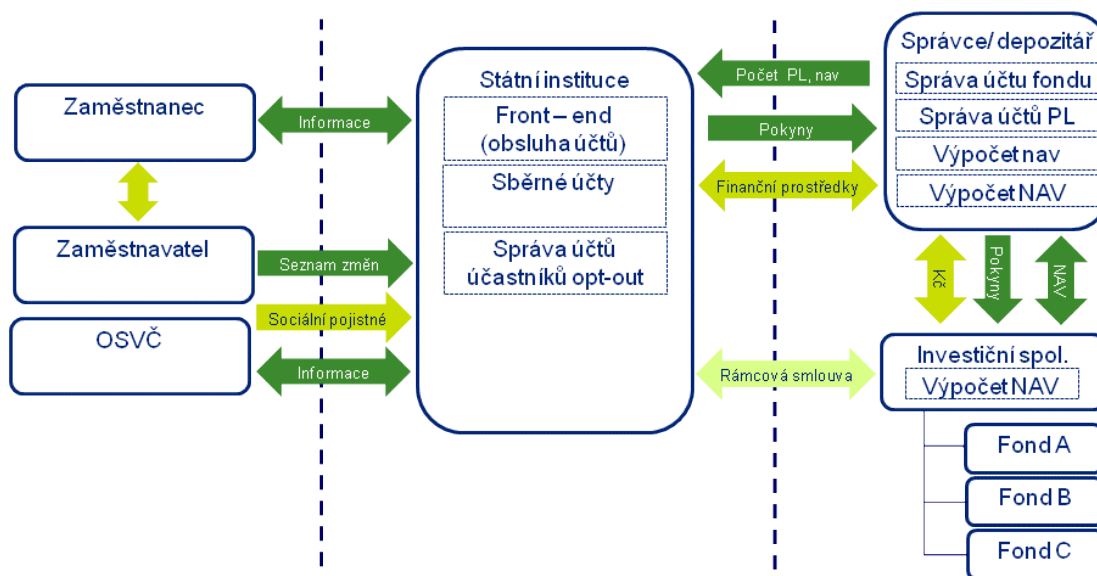 Zaměstnanec
Zaměstnavatel
OSVČ
Informace
Seznam změn
Sociální pojistné
Informace
Státní instituce
Front – end
(obsluha účtů)
Sběrné účty
Správa účtů
účastníků opt-out
Počet PL, nav
Pokyny
Finanční prostředky
Rámcová smlouva
Správce/ depozitář
Správa účtu fondu
Správa účtů PL
Výpočet nav
Výpočet NAV
Kč
Pokyny
NAV
Investiční spol.
Výpočet NAV
Fond A
Fond B
Fond C